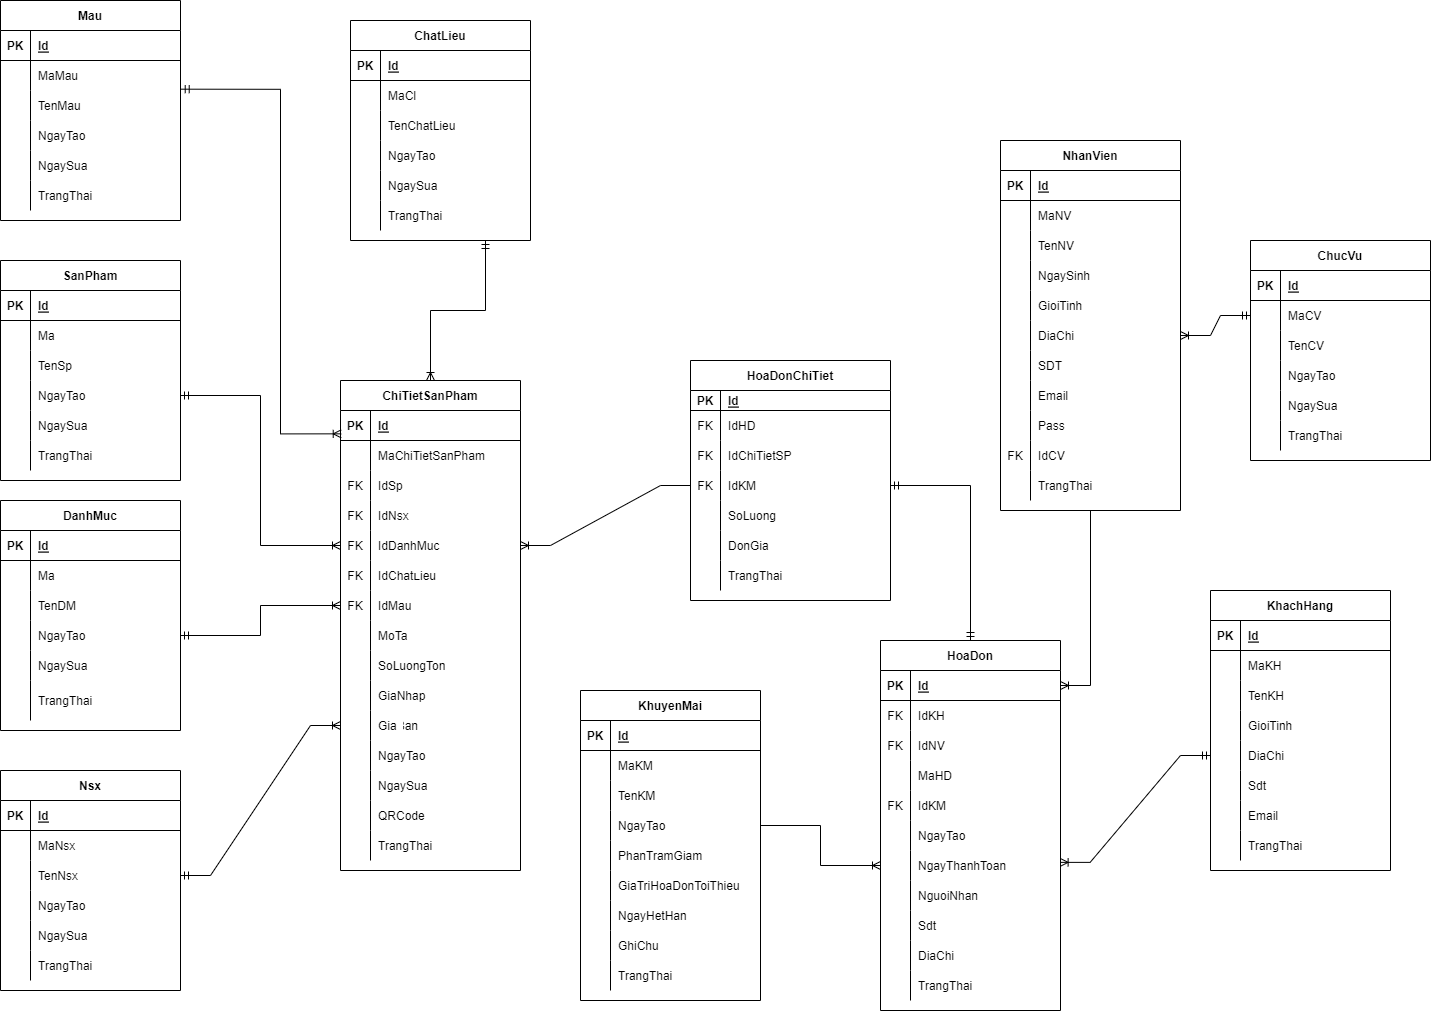 Mau
PK Id
MaMau
TenMau
NgayTao
NgaySua
TrangThai
ChatLieu
PK Id
MaCl
TenChatLieu
NgayTao
NgaySua
TrangThai
SanPham
PK Id
Ma
TenSp
NgayTao
NgaySua
TrangThai
DanhMuc
PK Id
Ma
TenDM
NgayTao
NgaySua
TrangThai
Nsx
PK Id
MaNsx
TenNsx
NgayTao
NgaySua
TrangThai
ChiTietSanPham
PK Id
MaChiTietSanPham
FK IdSp
FK IdNsx
FK IdDanhMuc
FK IdChatLieu
FK IdMau
MoTa
SoLuongTon
GiaNhap
NgayTao
NgaySua
QRCode
TrangThai
HoaDonChiTiet
PK Id
FK IdHD
FK IdChiTietSP
FK IdKM
SoLuong
DonGia
TrangThai
KhuyenMai
PK Id
MaKM
TenKM
NgayTao
PhanTramGiam
GiaTriHoaDonToiThieu
NgayHetHan
GhiChu
TrangThai
HoaDon
PK Id
FK IdKH
FK IdNV
MaHD
FK IdKM
NgayTao
NgayThanhToan
NguoiNhan
Sdt
DiaChi
TrangThai
NhanVien
PK Id
MaNV
TenNV
NgaySinh
GioiTinh
DiaChi
SDT
Email
Pass
FK IdCV
TrangThai
ChucVu
PK Id
MaCV
TenCV
NgayTao
NgaySua
TrangThai
KhachHang
PK Id
MaKH
TenKH
GioiTinh
DiaChi
Sdt
Email
TrangThai